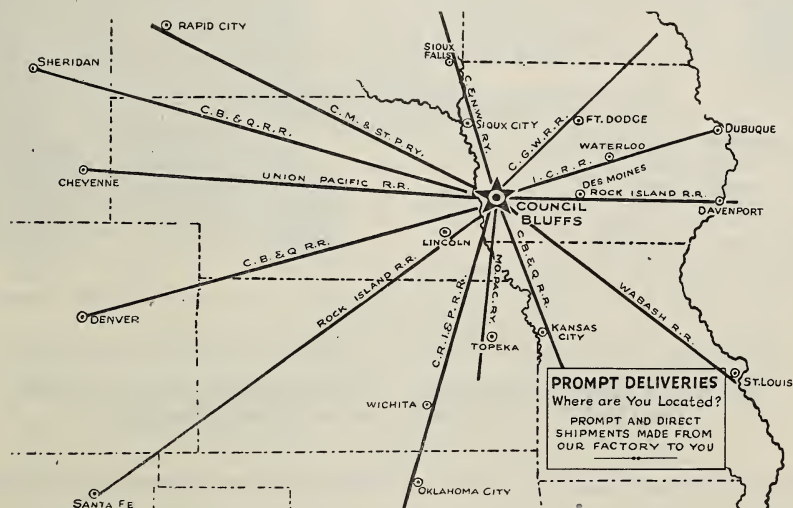 RAPID CITY
SIOUX
FALLS
SHERIDAN
C. & N.W. RY.
C.B. & Q. R.R.
C.M. & ST. P. RY.
SIOUX CITY
C.G.W. R.R.
FT. DODGE
DUBUQUE
WATERLOO
I.C. R.R.
CHEYENNE
UNION PACIFIC R.R.
DES MOINES
ROCK ISLAND R.R.
COUNCIL
BLUFFS
DAVENPORT
LINCOLN
C.B. & Q R.R.
ROCK ISLAND R.R.
MO. PAC. RY.
C.B. & Q. R.R.
WABASH R.R.
DENVER
C.R.I. & P. R.R.
KANSAS
CITY
TOPEKA
ST. LOUIS
WICHITA
PROMPT DELIVERIES
Where are You Located?
PROMPT AND DIRECT
SHIPMENTS MADE FROM
OUR FACTORY TO YOU
OKLAHOMA CITY
SANTA FE